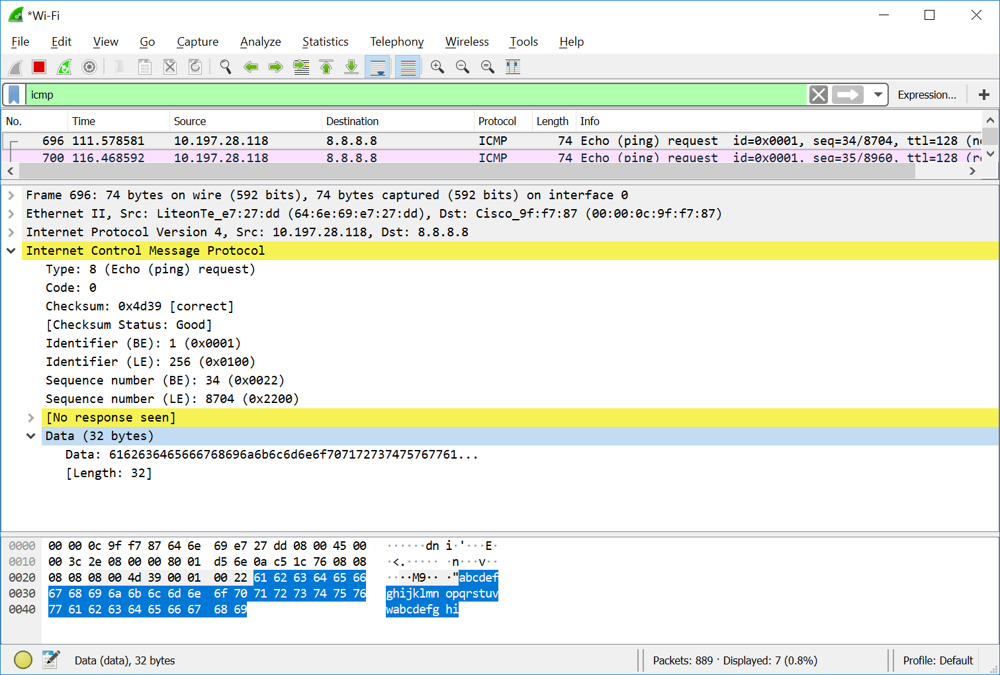 *Wi-Fi
File Edit View Go Capture Analyze Statistics Telephony Wireless Tools Help
icmp Expression... +
No. Time Source Destination Protocol Length Info
696 111.578581 10.197.28.118 8.8.8.8 ICMP 74 Echo (ping) request id=0x0001, seq=34/8704, ttl=128 (no
700 116.468592 10.197.28.118 8.8.8.8 ICMP 74 Echo (ping) request id=0x0001, seq=35/8960, ttl=128 (re
Frame 696: 74 bytes on wire (592 bits), 74 bytes captured (592 bits) on interface 0
Ethernet II, Src: LiteonTe_e7:27:dd (64:6e:69:e7:27:dd), Dst: Cisco_9f:f7:87 (00:00:0c:9f:f7:87)
Internet Protocol Version 4, Src: 10.197.28.118, Dst: 8.8.8.8
Internet Control Message Protocol
Type: 8 (Echo (ping) request)
Code: 0
Checksum: 0x4d39 [correct]
[Checksum Status: Good]
Identifier (BE): 1 (0x0001)
Identifier (LE): 256 (0x0100)
Sequence number (BE): 34 (0x0022)
Sequence number (LE): 8704 (0x2200)
[No response seen]
Data (32 bytes)
Data: 6162636465666768696a6b6c6d6e6f7071727374757677​61...
[Length: 32]
0000 00 00 0c 9f f7 87 64 6e 69 e7 27 dd 08 00 45 00 ······dn i·'···E·
0010 00 3c 2e 08 00 00 80 01 d5 6e 0a c5 1c 76 08 08 ·<.····· ·n···v··
0020 08 08 08 00 4d 39 00 01 00 22 61 62 63 64 65 66 ····M9·· ·"abcdef
0030 67 68 69 6a 6b 6c 6d 6e 6f 70 71 72 73 74 75 76 ghijklmn opqrstuv
0040 77 61 62 63 64 65 66 67 68 69 wabcdefg hi
Data (data), 32 bytes Packets: 889 · Displayed: 7 (0.8%) Profile: Default